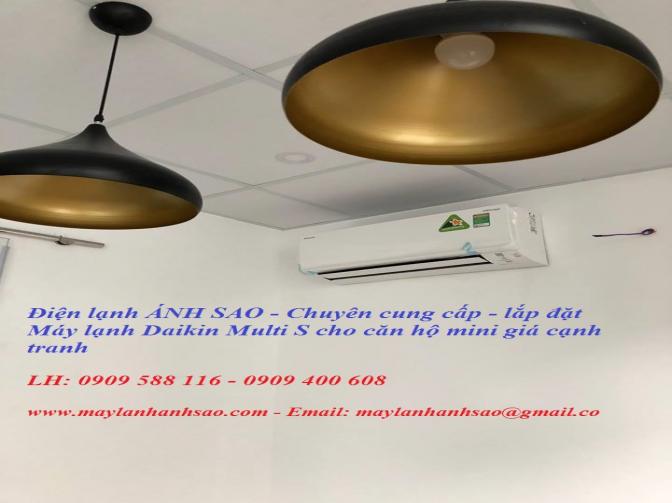 Điện lạnh ÁNH SAO - Chuyên cung cấp - lắp đặt
Máy lạnh Daikin Multi S cho căn hộ mini giá cạnh
tranh
LH: 0909 588 116 - 0909 400 608
www.maylanhanhsao.com - Email: maylanhanhsao@gmail.co